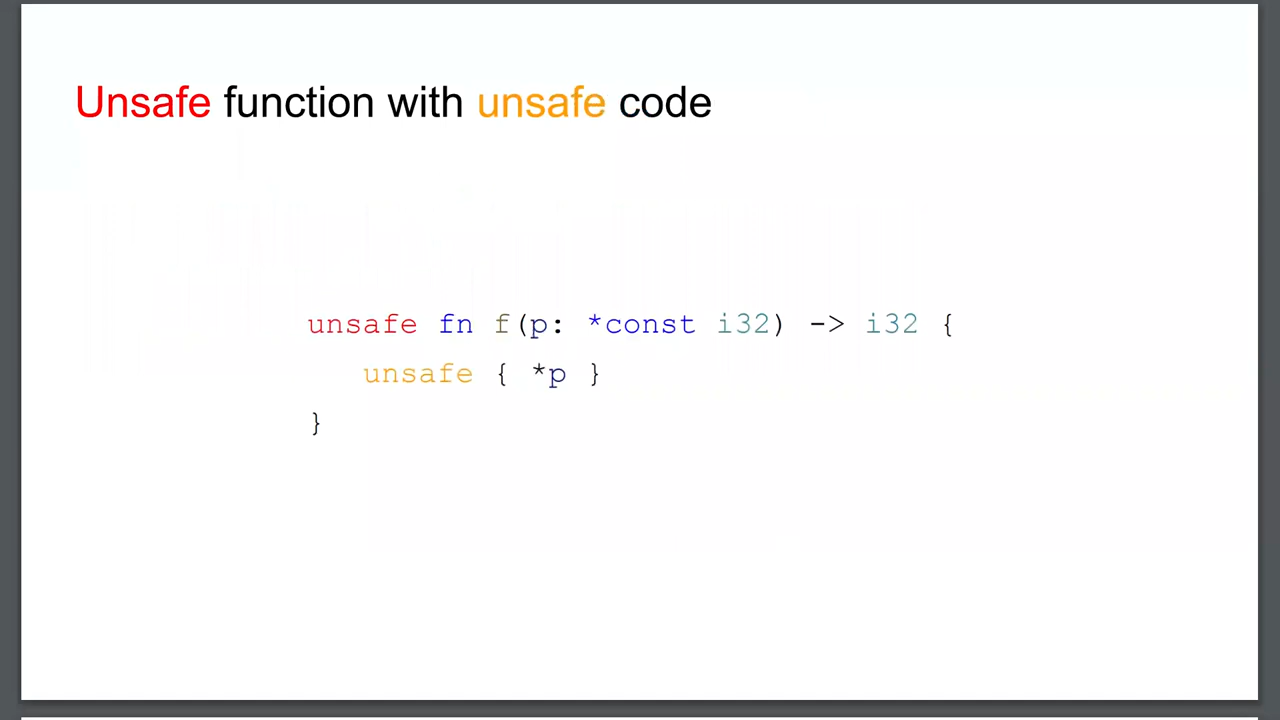 Unsafe function with unsafe code
unsafe fn f(p: *const i32) -> i32 {
unsafe { *p }
}